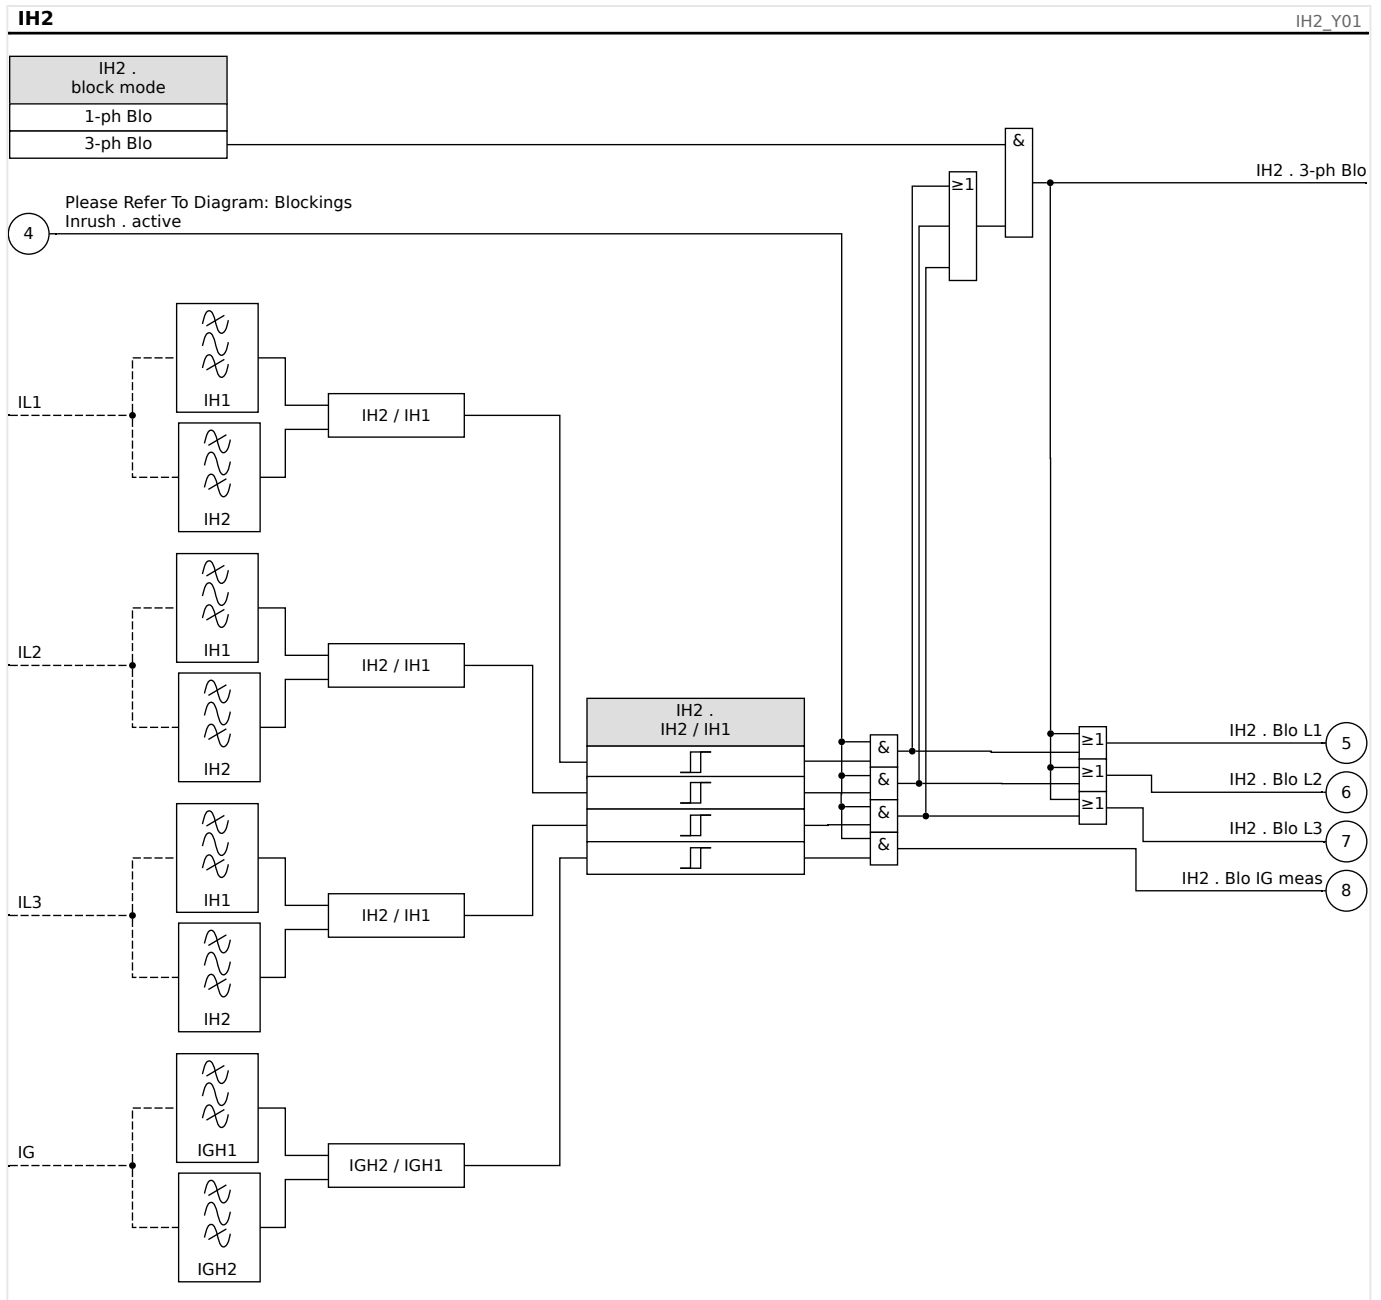 IH2
IH2_Y01
IH2 .
block mode
1-ph Blo
3-ph Blo
&
≥1
IH2 . 3-ph Blo
Please Refer To Diagram: Blockings
Inrush . active
4
IH1
IL1
IH2 / IH1
IH2
IH1
IL2
IH2 / IH1
IH2
IH2 .
IH2 / IH1
&
&
&
&
≥1
≥1
≥1
IH2 . Blo L1
5
IH2 . Blo L2
6
IH2 . Blo L3
7
IH2 . Blo IG meas
8
IH1
IL3
IH2 / IH1
IH2
IGH1
IG
IGH2 / IGH1
IGH2